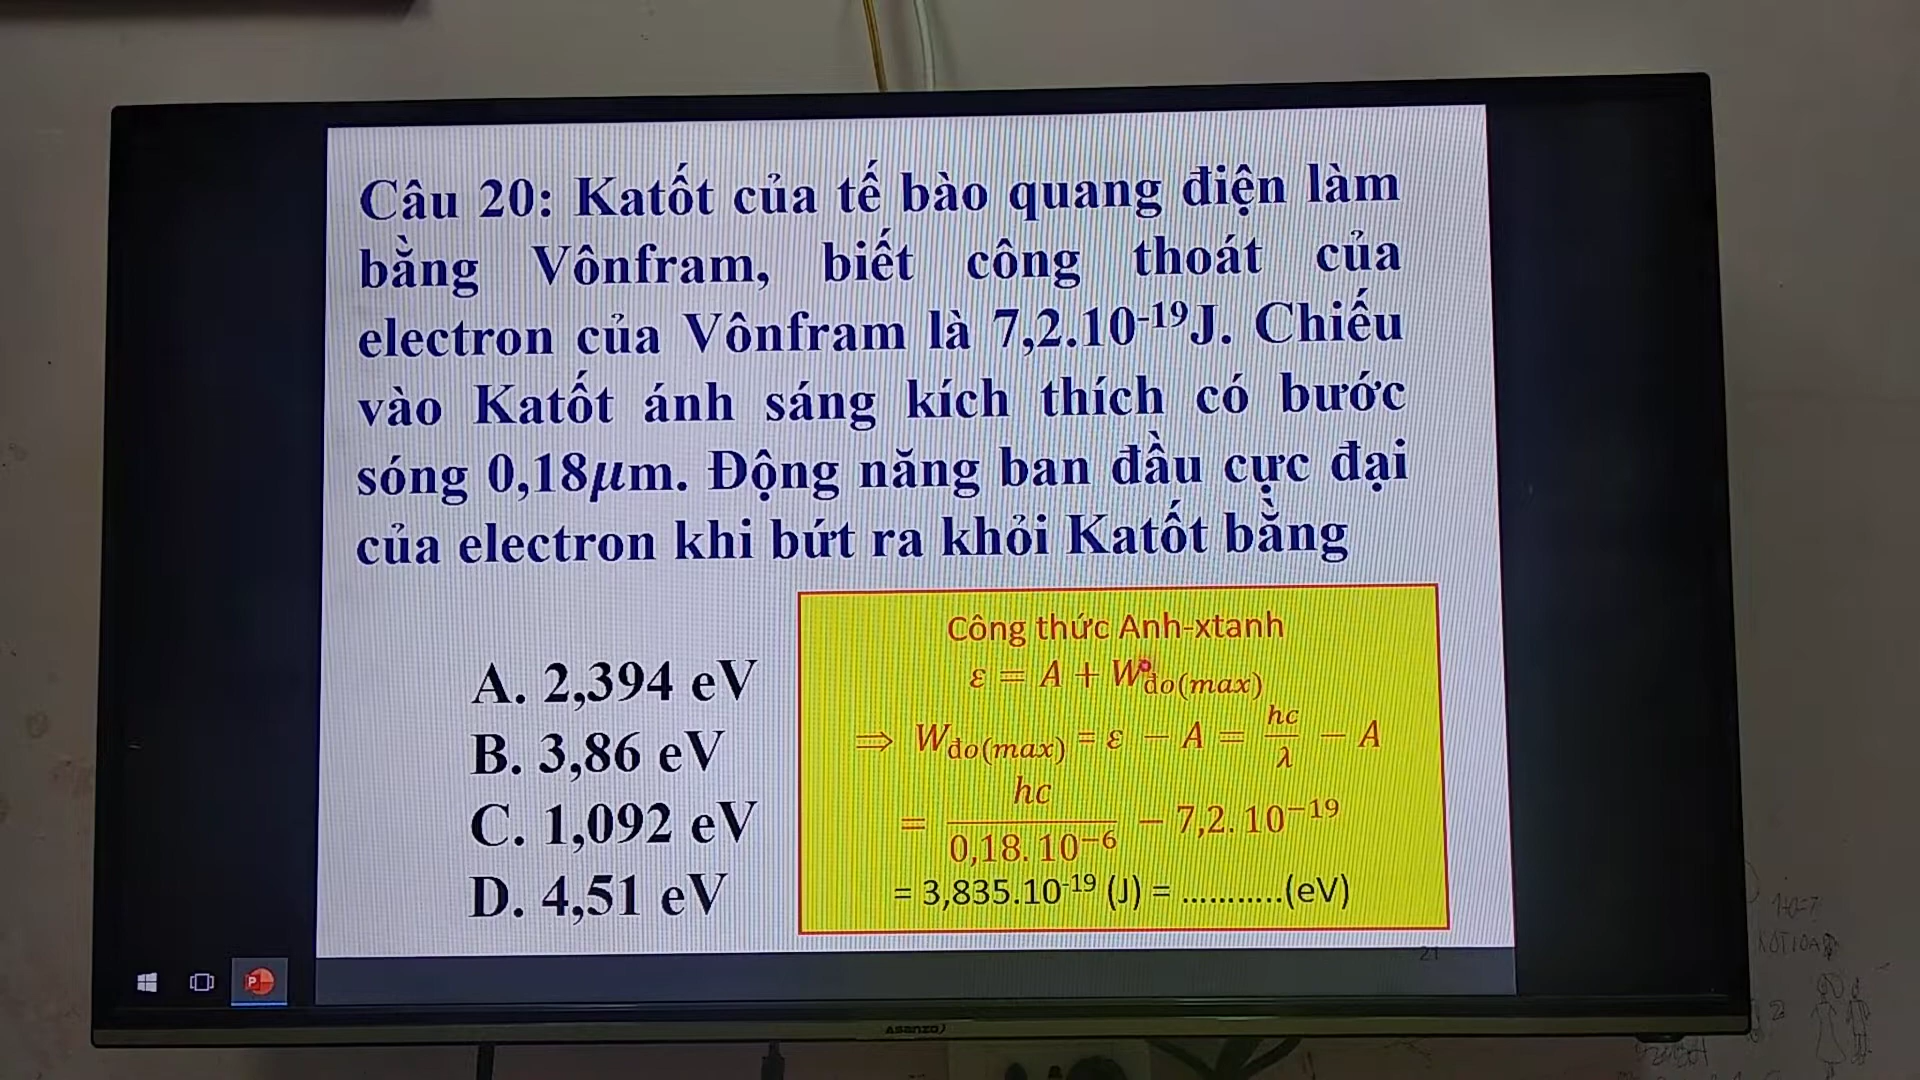 Câu 20: Katốt của tế bào quang điện làm
bằng Vônfram, biết công thoát của
electron của Vônfram là 7,2.10⁻¹⁹J. Chiếu
vào Katốt ánh sáng kích thích có bước
sóng 0,18μm. Động năng ban đầu cực đại
của electron khi bứt ra khỏi Katốt bằng
A. 2,394 eV
B. 3,86 eV
C. 1,092 eV
D. 4,51 eV
Công thức Anh-xtanh
ε = A + Wđo(max)
⇒ Wđo(max) = ε − A = hc/λ − A
= hc/0,18.10⁻⁶ − 7,2.10⁻¹⁹
= 3,835.10⁻¹⁹ (J) = ...........(eV)
21
Asanzo